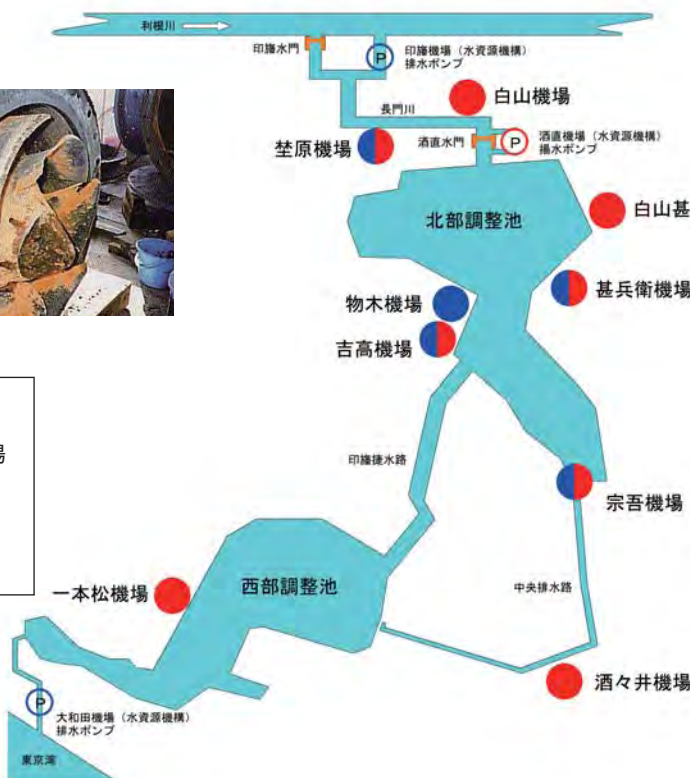 利根川
印旛水門
P
印旛機場(水資源機構)
排水ポンプ
長門川
白山機場
埜原機場
酒直水門
P
酒直機場(水資源機構)
揚水ポンプ
北部調整池
白山甚
甚兵衛機場
物木機場
吉高機場
場
印旛捷水路
宗吾機場
一本松機場
西部調整池
中央排水路
酒々井機場
P
大和田機場(水資源機構)
排水ポンプ
東京湾